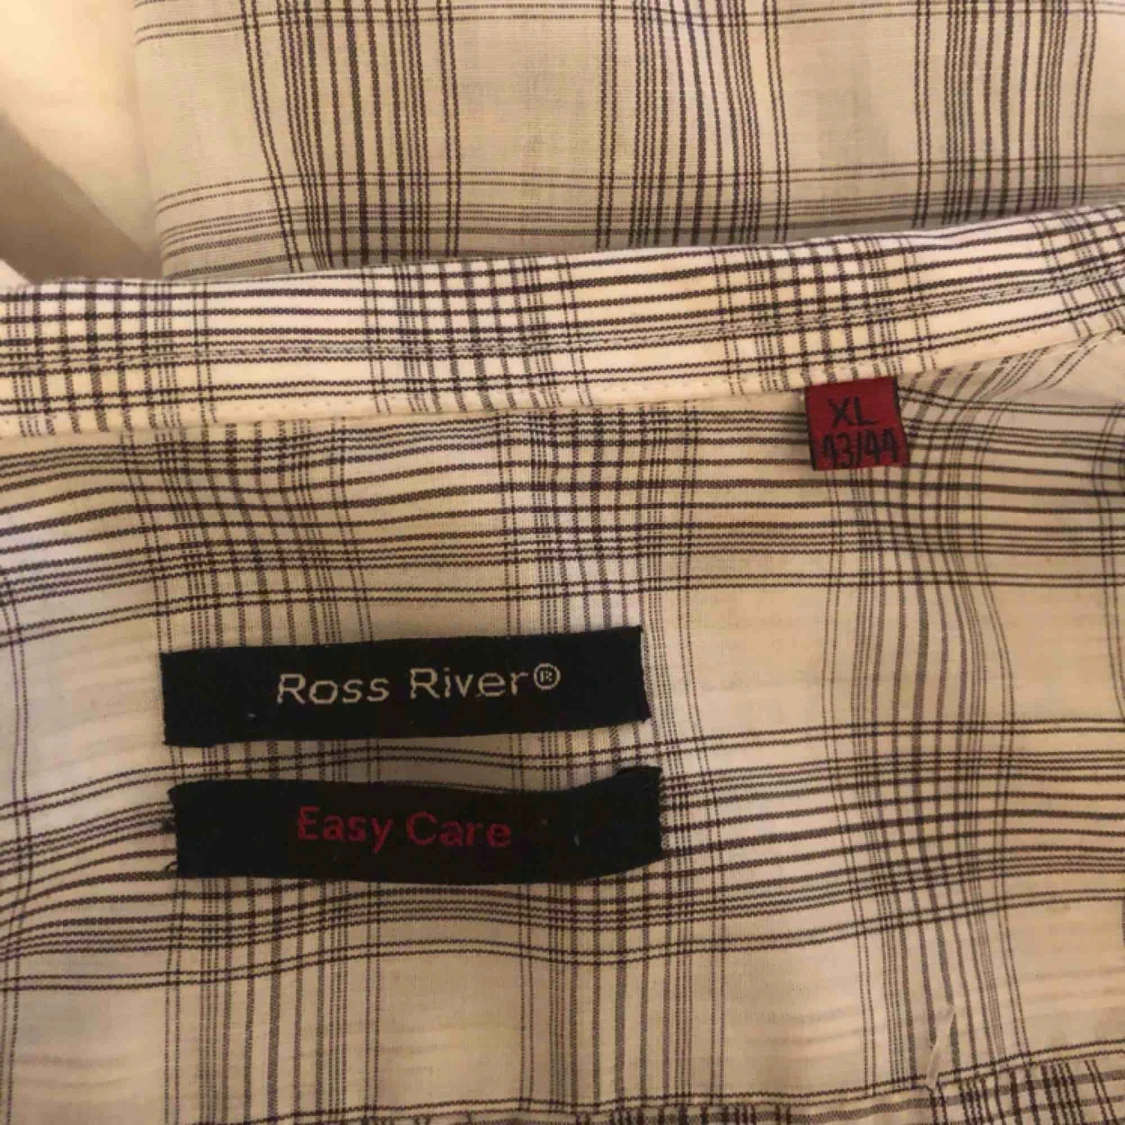 XL
43/44
Ross River®
Easy Care